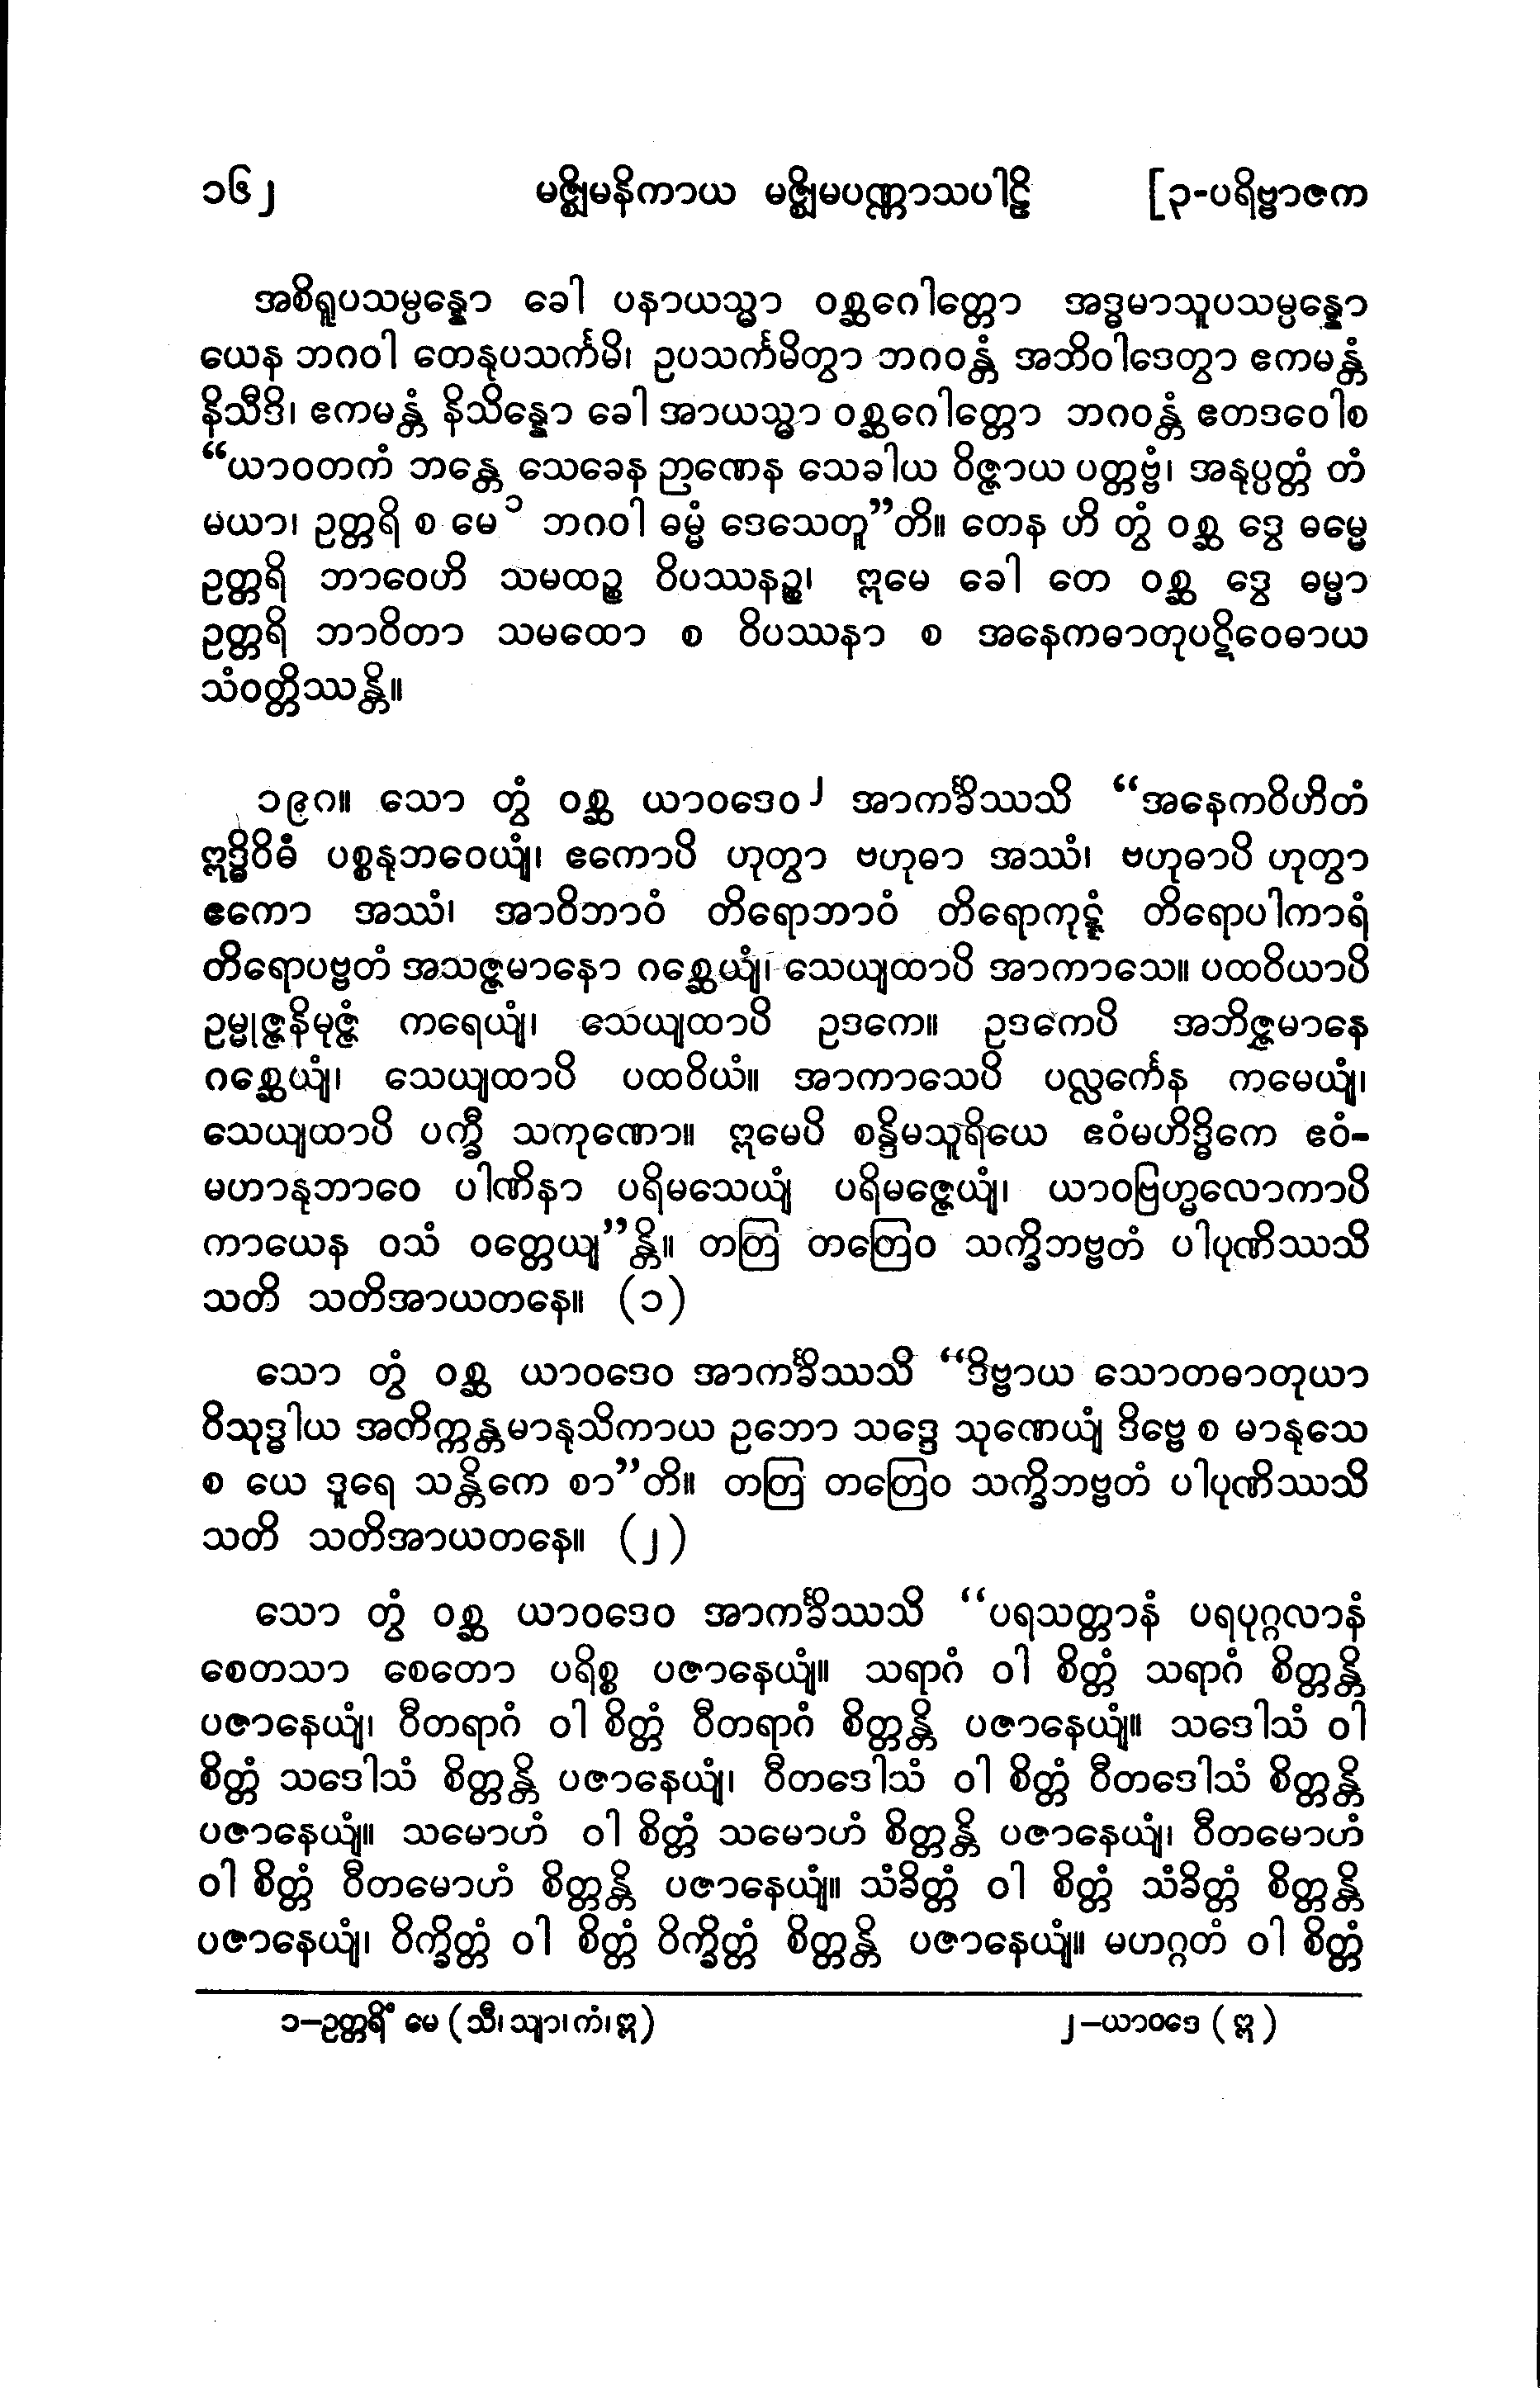 ၁၆၂ မဇ္ဈိမနိကာယ မဇ္ဈိမပဏ္ဏာသပါဠိ [၃-ပရိဗ္ဗာဇက
အစိရူပသမ္ပန္နော ခေါ ပနာယသ္မာ ဝစ္ဆဂေါတ္တော အဒ္ဓမာသူပသမ္ပန္နော
ယေန ဘဂဝါ တေနုပသင်္ကမိ၊ ဥပသင်္ကမိတွာ ဘဂဝန္တံ အဘိဝါဒေတွာ ဧကမန္တံ
နိသီဒိ၊ ဧကမန္တံ နိသိန္နော ခေါ အာယသ္မာ ဝစ္ဆဂေါတ္တော ဘဂဝန္တံ ဧတဒဝေါစ
“ယာဝတကံ ဘန္တေ သေခေန ဉာဏေန သေခါယ ဝိဇ္ဇာယ ပတ္တဗ္ဗံ၊ အနုပ္ပတ္တံ တံ
မယာ၊ ဥတ္တရိ စ မေ ၁ ဘဂဝါ ဓမ္မံ ဒေသေတူ”တိ။ တေန ဟိ တွံ ဝစ္ဆ ဒွေ ဓမ္မေ
ဥတ္တရိ ဘာဝေဟိ သမထဉ္စ ဝိပဿနဉ္စ၊ ဣမေ ခေါ တေ ဝစ္ဆ ဒွေ ဓမ္မာ
ဥတ္တရိ ဘာဝိတာ သမထော စ ဝိပဿနာ စ အနေကဓာတုပဋိဝေဓာယ
သံဝတ္တိဿန္တိ။
၁၉ဂ။ သော တွံ ဝစ္ဆ ယာဝဒေဝ ၂ အာကင်္ခိဿသိ “အနေကဝိဟိတံ
ဣဒ္ဓိဝိဓံ ပစ္စနုဘဝေယျံ၊ ဧကောပိ ဟုတွာ ဗဟုဓာ အဿံ၊ ဗဟုဓာပိ ဟုတွာ
ဧကော အဿံ၊ အာဝိဘာဝံ တိရောဘာဝံ တိရောကုဋ္ဋံ တိရောပါကာရံ
တိရောပဗ္ဗတံ အသဇ္ဇမာနော ဂစ္ဆေယျံ၊ သေယျထာပိ အာကာသေ။ ပထဝိယာပိ
ဥမ္မုဇ္ဇနိမုဇ္ဇံ ကရေယျံ၊ သေယျထာပိ ဥဒကေ။ ဥဒကေပိ အဘိဇ္ဇမာနေ
ဂစ္ဆေယျံ၊ သေယျထာပိ ပထဝိယံ။ အာကာသေပိ ပလ္လင်္ကေန ကမေယျံ၊
သေယျထာပိ ပက္ခီ သကုဏော။ ဣမေပိ စန္ဒိမသူရိယေ ဧဝံမဟိဒ္ဓိကေ ဧဝံ-
မဟာနုဘာဝေ ပါဏိနာ ပရိမသေယျံ ပရိမဇ္ဇေယျံ၊ ယာဝဗြဟ္မလောကာပိ
ကာယေန ဝသံ ဝတ္တေယျ”န္တိ။ တတြ တတြေဝ သက္ခိဘဗ္ဗတံ ပါပုဏိဿသိ
သတိ သတိအာယတနေ။ (၁)
သော တွံ ဝစ္ဆ ယာဝဒေဝ အာကင်္ခိဿသိ “ဒိဗ္ဗာယ သောတဓာတုယာ
ဝိသုဒ္ဓါယ အတိက္ကန္တမာနုသိကာယ ဥဘော သဒ္ဒေ သုဏေယျံ ဒိဗ္ဗေ စ မာနုသေ
စ ယေ ဒူရေ သန္တိကေ စာ”တိ။ တတြ တတြေဝ သက္ခိဘဗ္ဗတံ ပါပုဏိဿသိ
သတိ သတိအာယတနေ။ (၂)
သော တွံ ဝစ္ဆ ယာဝဒေဝ အာကင်္ခိဿသိ “ပရသတ္တာနံ ပရပုဂ္ဂလာနံ
စေတသာ စေတော ပရိစ္စ ပဇာနေယျံ။ သရာဂံ ဝါ စိတ္တံ သရာဂံ စိတ္တန္တိ
ပဇာနေယျံ၊ ဝီတရာဂံ ဝါ စိတ္တံ ဝီတရာဂံ စိတ္တန္တိ ပဇာနေယျံ။ သဒေါသံ ဝါ
စိတ္တံ သဒေါသံ စိတ္တန္တိ ပဇာနေယျံ၊ ဝီတဒေါသံ ဝါ စိတ္တံ ဝီတဒေါသံ စိတ္တန္တိ
ပဇာနေယျံ။ သမောဟံ ဝါ စိတ္တံ သမောဟံ စိတ္တန္တိ ပဇာနေယျံ၊ ဝီတမောဟံ
ဝါ စိတ္တံ ဝီတမောဟံ စိတ္တန္တိ ပဇာနေယျံ။ သံခိတ္တံ ဝါ စိတ္တံ သံခိတ္တံ စိတ္တန္တိ
ပဇာနေယျံ၊ ဝိက္ခိတ္တံ ဝါ စိတ္တံ ဝိက္ခိတ္တံ စိတ္တန္တိ ပဇာနေယျံ။ မဟဂ္ဂတံ ဝါ စိတ္တံ
၁-ဥတ္တရိံ မေ (သီ၊ သျာ၊ ကံ၊ ဣ) ၂-ယာဝဒေ (ဣ)